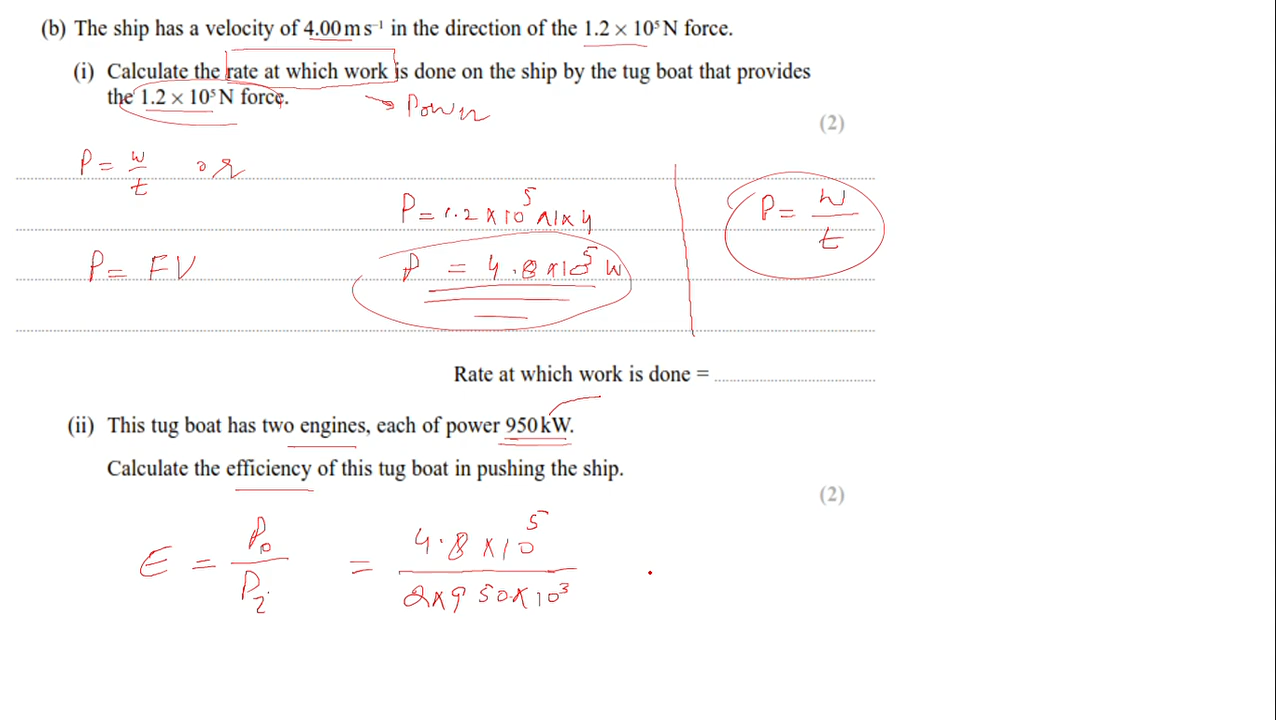 (b) The ship has a velocity of 4.00 m s⁻¹ in the direction of the 1.2 × 10⁵ N force.
(i) Calculate the rate at which work is done on the ship by the tug boat that provides
the 1.2 × 10⁵ N force.
→ Power
(2)
P = W/t or
P = 1.2 × 10⁵ N × 4
P = W/t
P = FV
P = 4.8 × 10⁵ W
Rate at which work is done =
(ii) This tug boat has two engines, each of power 950 kW.
Calculate the efficiency of this tug boat in pushing the ship.
(2)
E = P₀/P₂ = 4.8 × 10⁵ / 2 × 950 × 10³